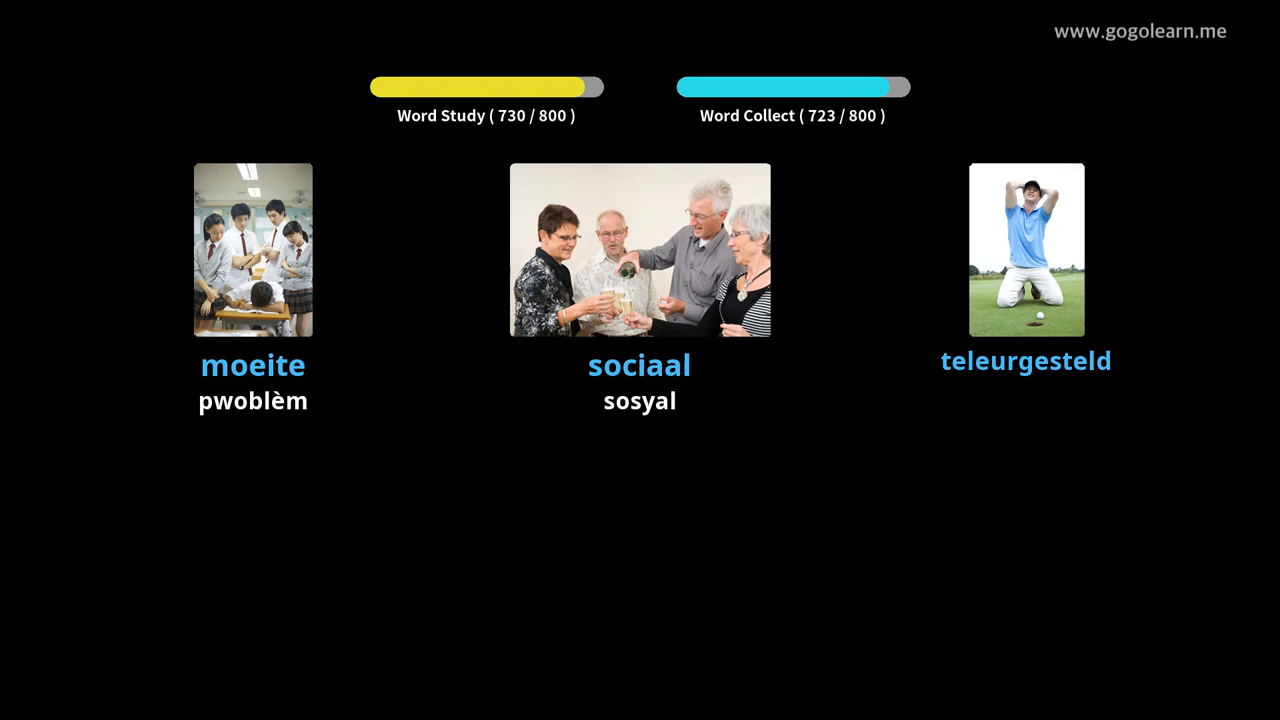 www.gogolearn.me
Word Study ( 730 / 800 )
Word Collect ( 723 / 800 )
moeite
pwoblèm
sociaal
sosyal
teleurgesteld